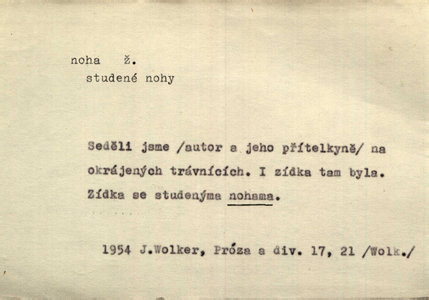 noha ž.
studené nohy
Seděli jsme /autor a jeho přítelkyně/ na
okrájených trávnících. I zídka tam byla.
Zídka se studenýma nohama.
1954 J.Wolker, Próza a div. 17, 21 /Wolk./